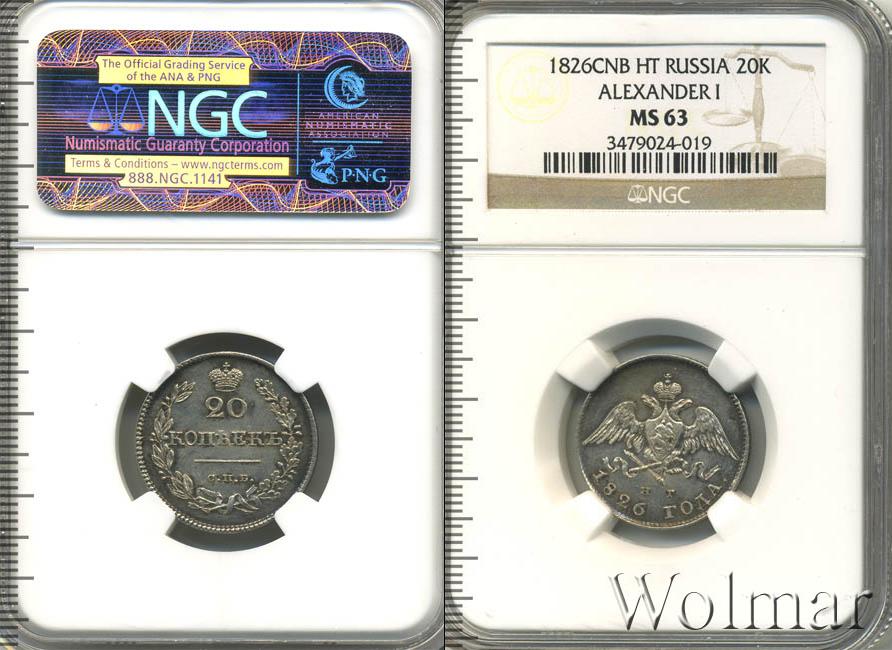 The Official Grading Service
of the ANA & PNG
NGC
Numismatic Guaranty Corporation
Terms & Conditions – www.ngcterms.com
888.NGC.1141
AMERICAN
NUMISMATIC
ASSOCIATION
P·N·G
20
КОПѢЕКЪ
С.П.Б.
1826CNB HT RUSSIA 20K
ALEXANDER I
MS 63
3479024-019
NGC
Н Г
1826 ГОДА.
Wolmar